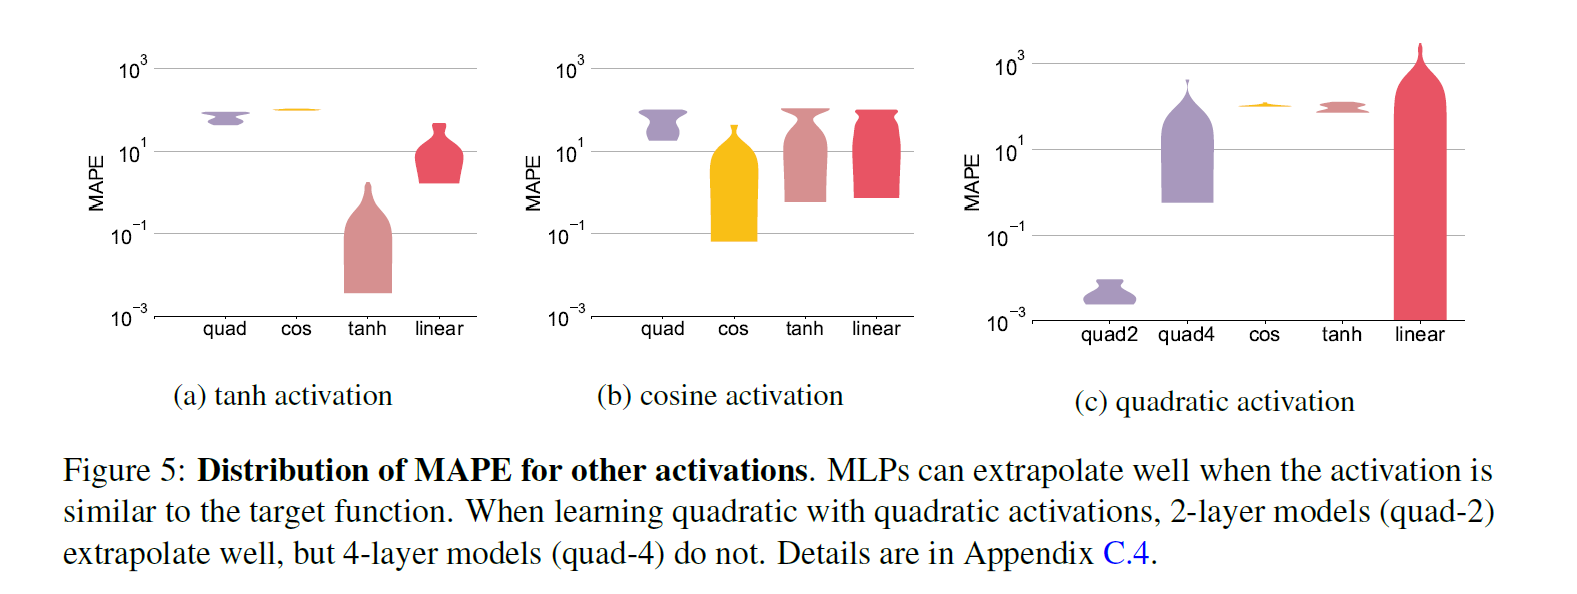 10^3
10^1
10^−1
10^−3
MAPE
quad cos tanh linear
(a) tanh activation
10^3
10^1
10^−1
10^−3
MAPE
quad cos tanh linear
(b) cosine activation
10^3
10^1
10^−1
10^−3
MAPE
quad2 quad4 cos tanh linear
(c) quadratic activation
Figure 5: Distribution of MAPE for other activations. MLPs can extrapolate well when the activation is
similar to the target function. When learning quadratic with quadratic activations, 2-layer models (quad-2)
extrapolate well, but 4-layer models (quad-4) do not. Details are in Appendix C.4.